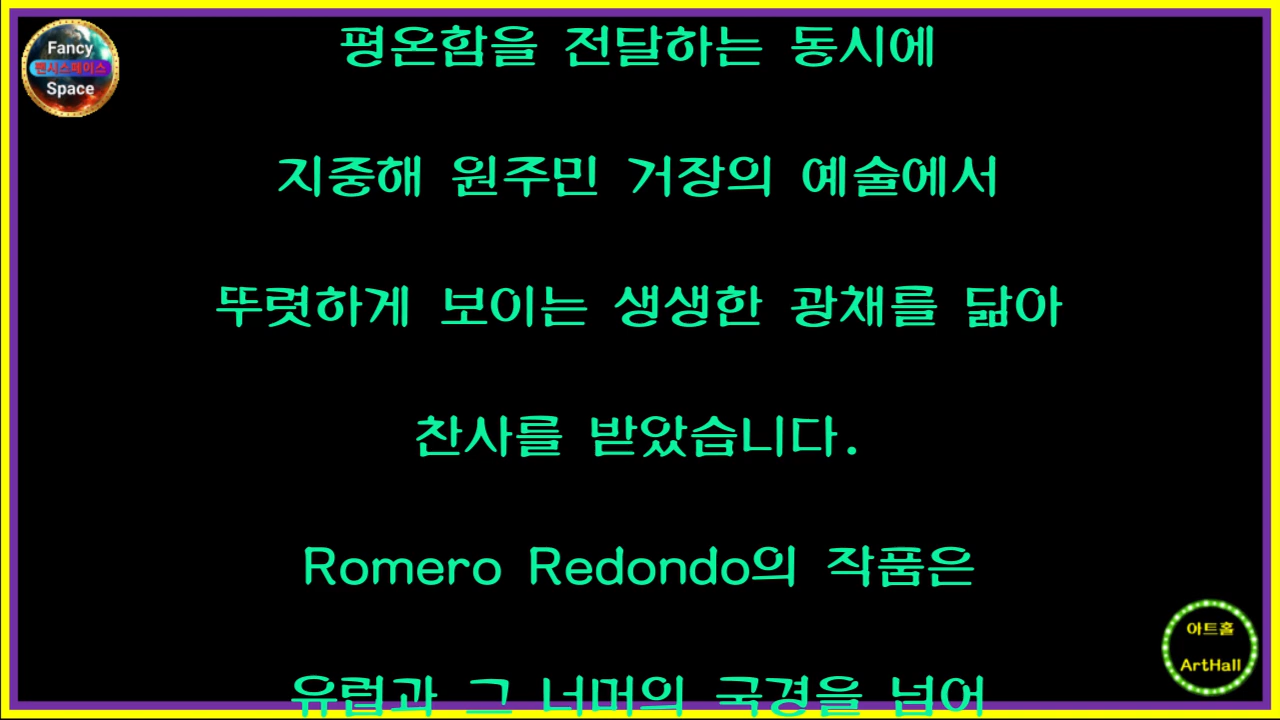 Fancy
팬시스페이스
Space
평온함을 전달하는 동시에
지중해 원주민 거장의 예술에서
뚜렷하게 보이는 생생한 광채를 닮아
찬사를 받았습니다.
Romero Redondo의 작품은
유럽과 그 너머의 국경을 넘어
아트홀
ArtHall